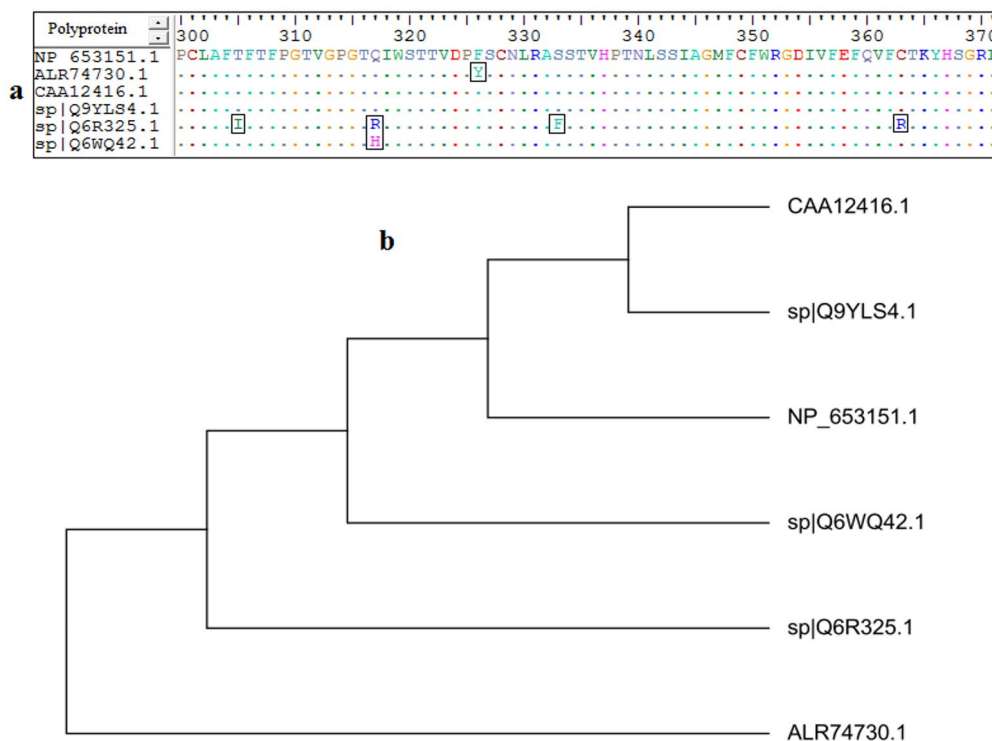 Polyprotein
300 310 320 330 340 350 360 370
a
NP 653151.1 PCLAFTFTFPGTVGPGTQIWSTTVDPFSCNLRASSTVHPTNLSSIAGMFCFWRGDIVFEFQVFCTKYHSGR
ALR74730.1 ..........................Y............................................
CAA12416.1 .......................................................................
sp|Q9YLS4.1 .......................................................................
sp|Q6R325.1 .....I...........R...............F.............................R.......
sp|Q6WQ42.1 .................H.....................................................
b
CAA12416.1
sp|Q9YLS4.1
NP_653151.1
sp|Q6WQ42.1
sp|Q6R325.1
ALR74730.1